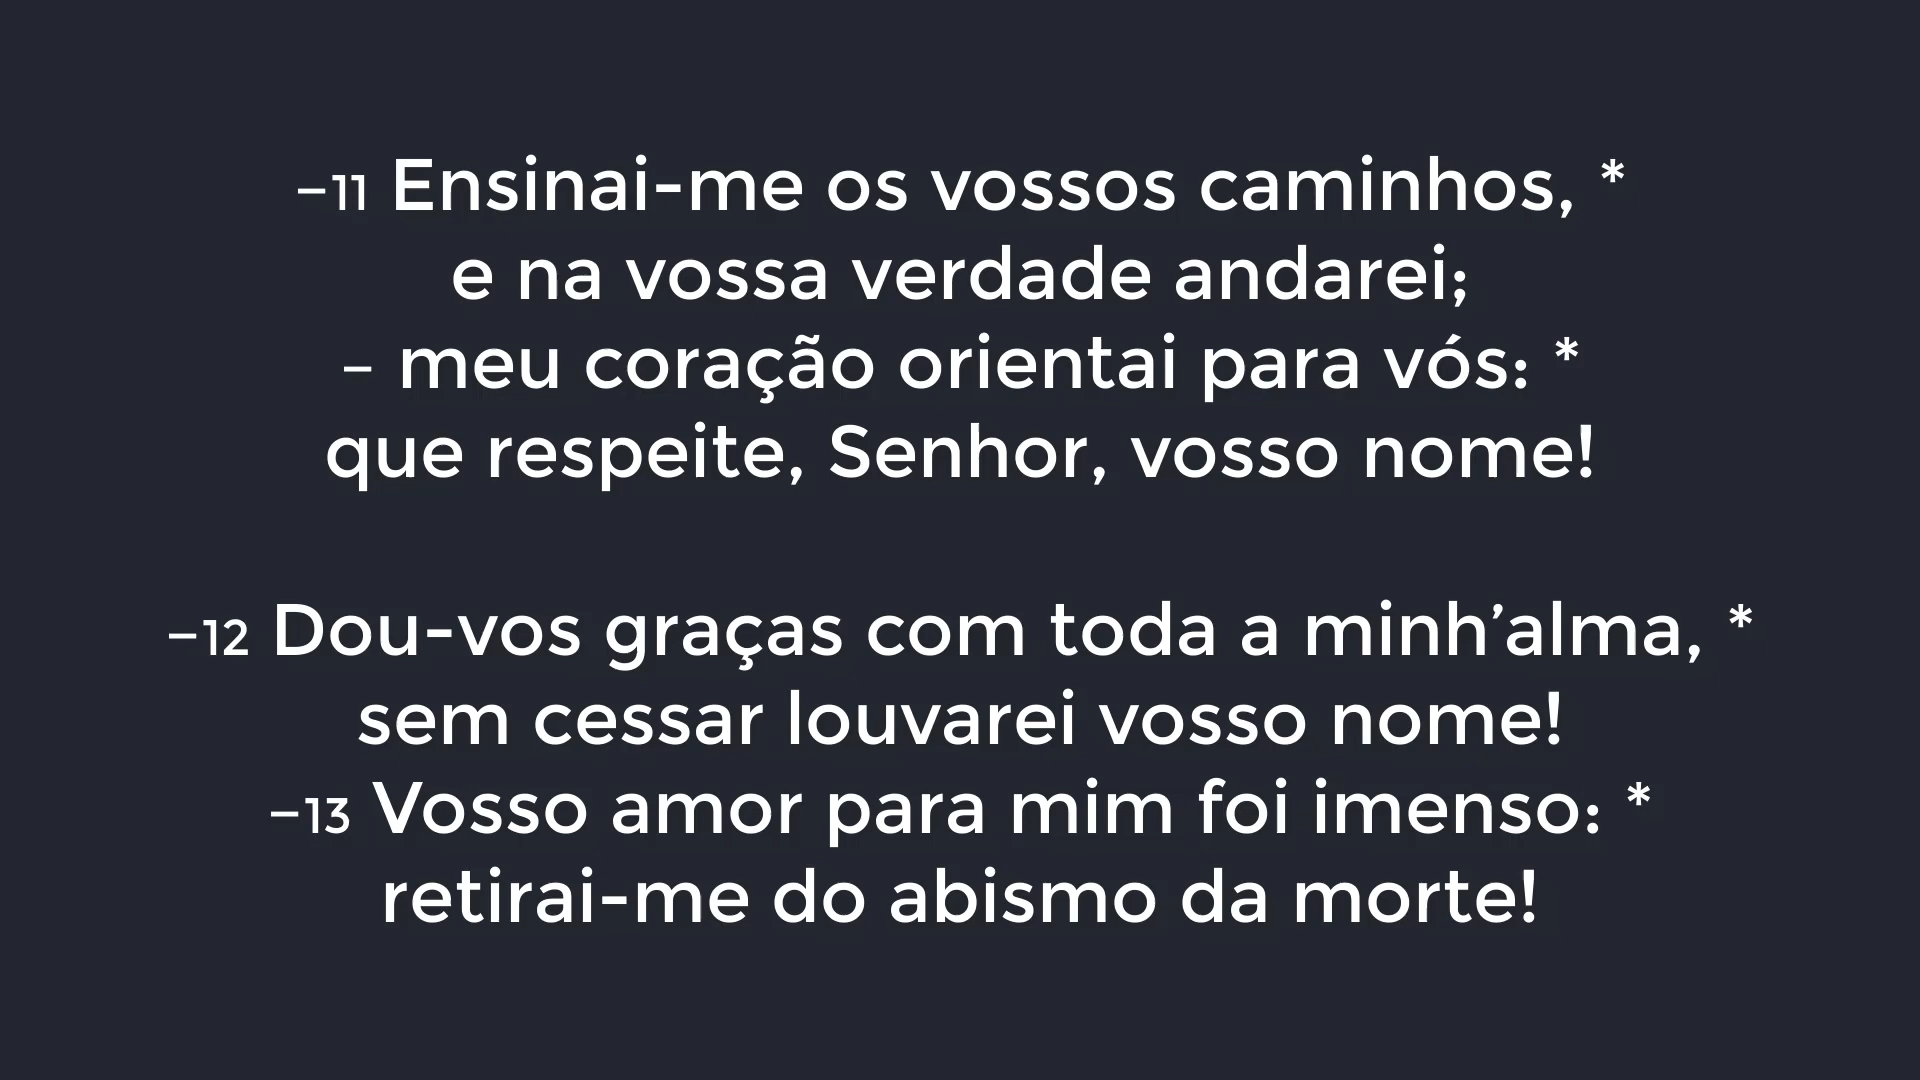 –11 Ensinai-me os vossos caminhos, *
e na vossa verdade andarei;
– meu coração orientai para vós: *
que respeite, Senhor, vosso nome!
–12 Dou-vos graças com toda a minh’alma, *
sem cessar louvarei vosso nome!
–13 Vosso amor para mim foi imenso: *
retirai-me do abismo da morte!